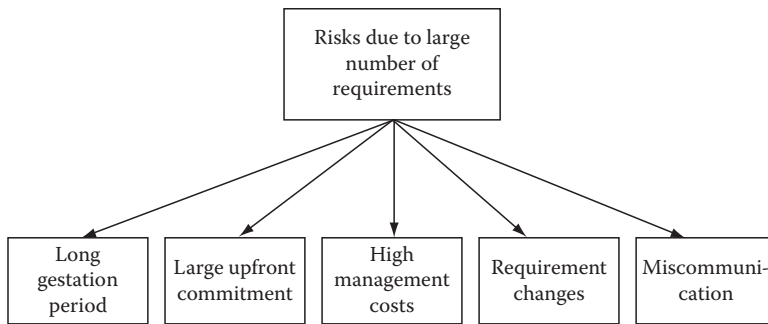 Risks due to large
number of
requirements
Long
gestation
period
Large upfront
commitment
High
management
costs
Requirement
changes
Miscommuni-
cation